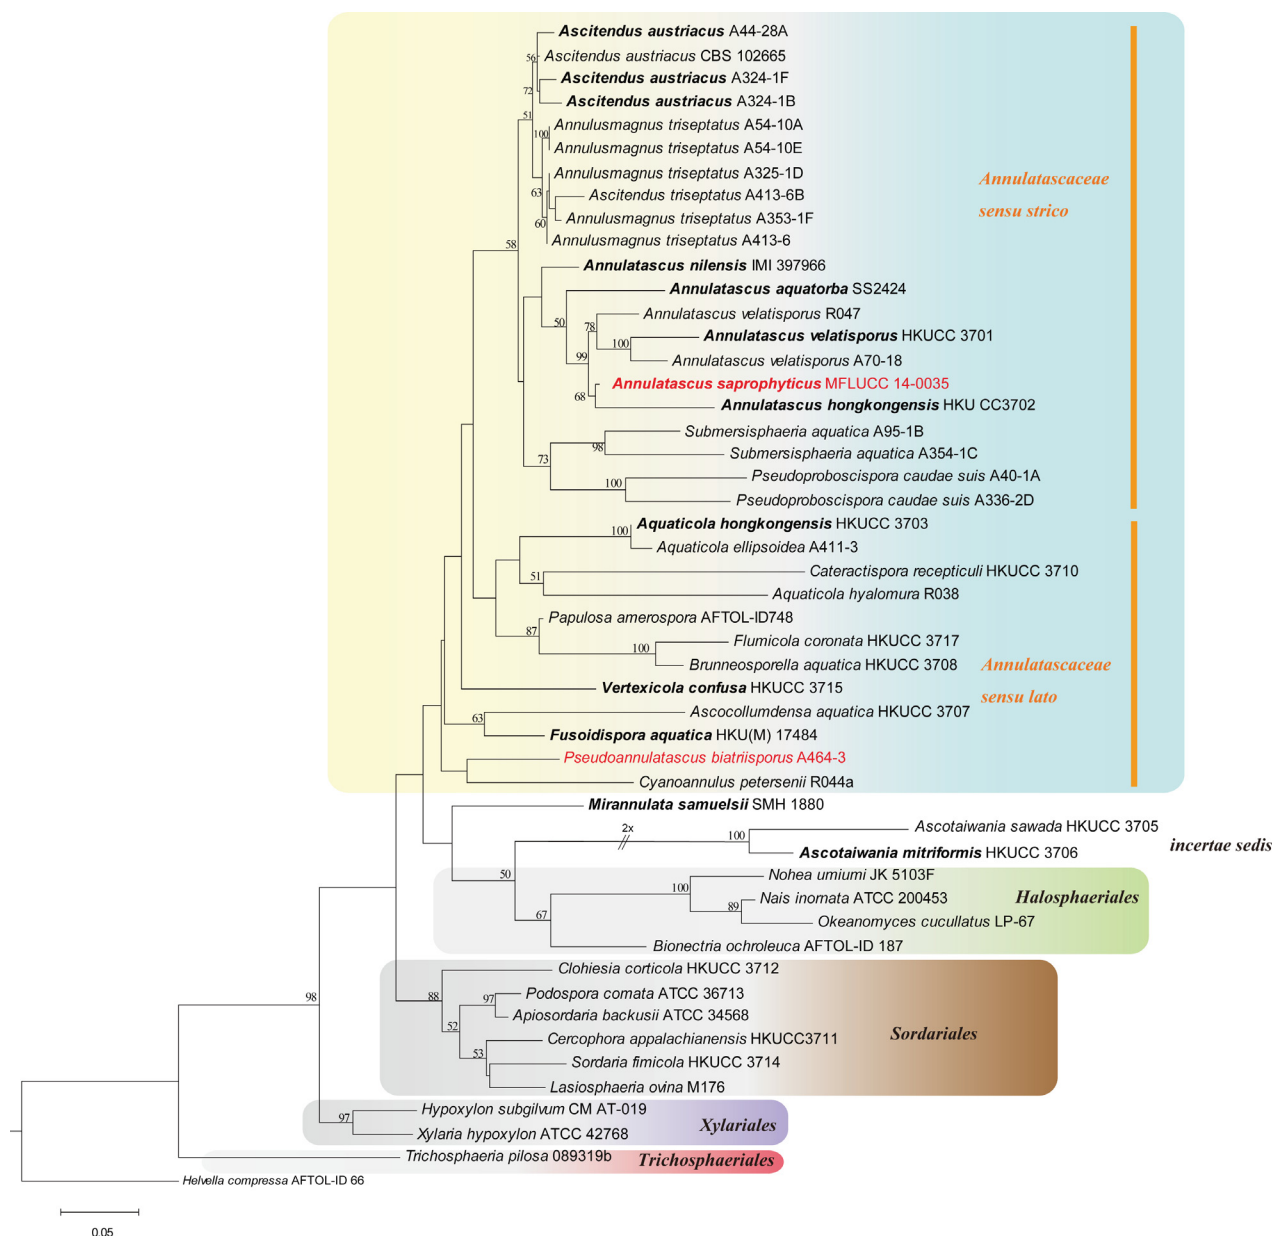 Ascitendus austriacus A44-28A
56
Ascitendus austriacus CBS 102665
Ascitendus austriacus A324-1F
72
Ascitendus austriacus A324-1B
51
Annulusmagnus triseptatus A54-10A
100
Annulusmagnus triseptatus A54-10E
Annulusmagnus triseptatus A325-1D
Annulatascaceae
63
Ascitendus triseptatus A413-6B
sensu strico
Annulusmagnus triseptatus A353-1F
60
Annulusmagnus triseptatus A413-6
58
Annulatascus nilensis IMI 397966
Annulatascus aquatorba SS2424
50
Annulatascus velatisporus R047
78
Annulatascus velatisporus HKUCC 3701
100
99
Annulatascus velatisporus A70-18
Annulatascus saprophyticus MFLUCC 14-0035
68
Annulatascus hongkongensis HKU CC3702
Submersisphaeria aquatica A95-1B
98
Submersisphaeria aquatica A354-1C
73
Pseudoproboscispora caudae suis A40-1A
100
Pseudoproboscispora caudae suis A336-2D
Aquaticola hongkongensis HKUCC 3703
100
Aquaticola ellipsoidea A411-3
Cateractispora recepticuli HKUCC 3710
51
Aquaticola hyalomura R038
Papulosa amerospora AFTOL-ID748
87
Flumicola coronata HKUCC 3717
100
Brunneosporella aquatica HKUCC 3708
Annulatascaceae
sensu lato
Vertexicola confusa HKUCC 3715
Ascocollumdensa aquatica HKUCC 3707
63
Fusoidispora aquatica HKU(M) 17484
Pseudoannulatascus biatriisporus A464-3
Cyanoannulus petersenii R044a
Mirannulata samuelsii SMH 1880
2x
Ascotaiwania sawada HKUCC 3705
100
incertae sedis
Ascotaiwania mitriformis HKUCC 3706
50
Nohea umiumi JK 5103F
100
Nais inornata ATCC 200453
Halosphaeriales
89
67
Okeanomyces cucullatus LP-67
Bionectria ochroleuca AFTOL-ID 187
Clohiesia corticola HKUCC 3712
98
88
97
Podospora comata ATCC 36713
Apiosordaria backusii ATCC 34568
52
Sordariales
Cercophora appalachianensis HKUCC3711
53
Sordaria fimicola HKUCC 3714
Lasiosphaeria ovina M176
Hypoxylon subgilvum CM AT-019
97
Xylariales
Xylaria hypoxylon ATCC 42768
Trichosphaeria pilosa 089319b
Trichosphaeriales
Helvella compressa AFTOL-ID 66
0.05